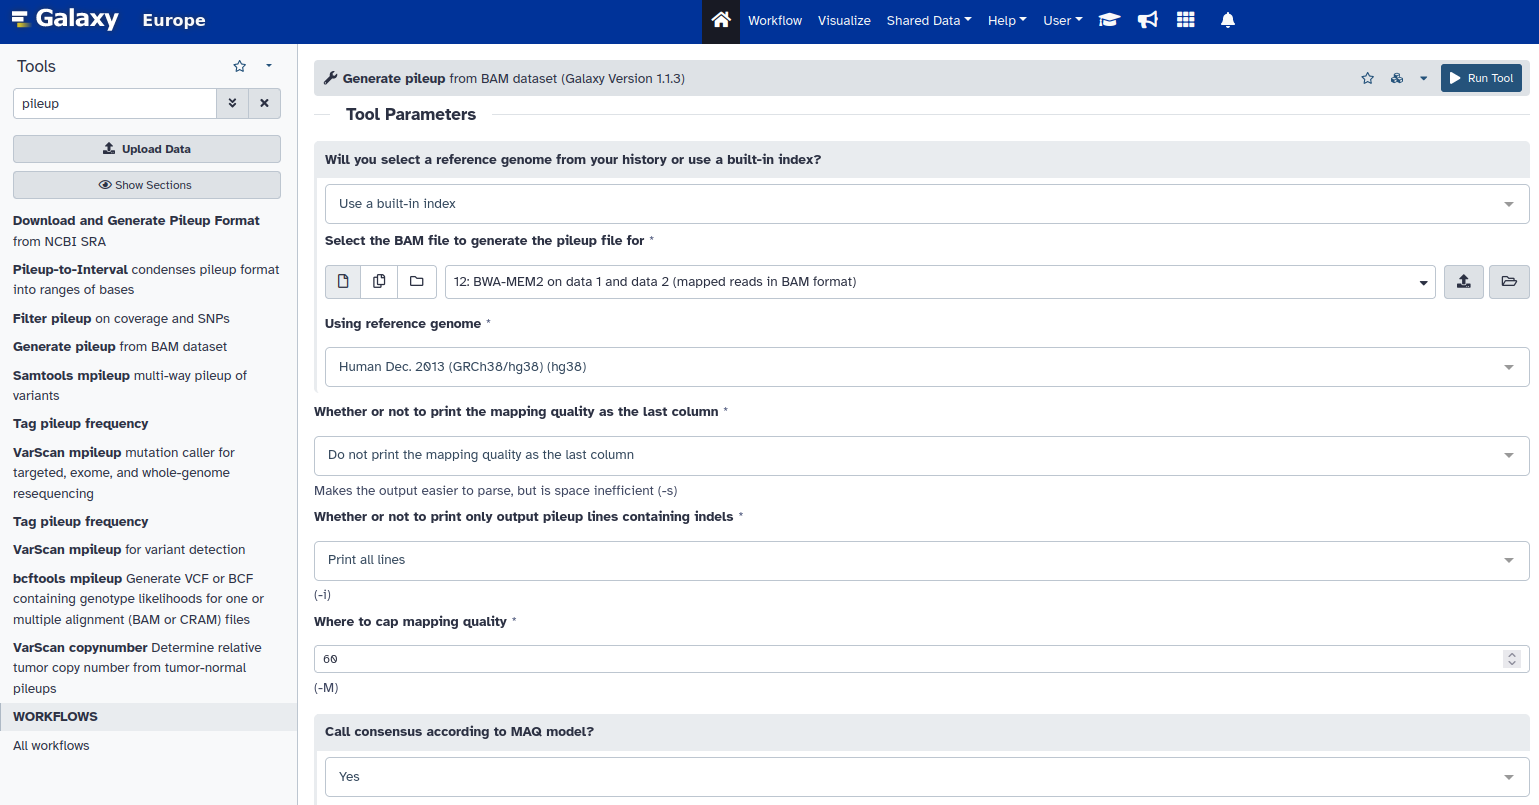 Galaxy Europe
Workflow Visualize Shared Data Help User
Tools
pileup
Upload Data
Show Sections
Download and Generate Pileup Format
from NCBI SRA
Pileup-to-Interval condenses pileup format
into ranges of bases
Filter pileup on coverage and SNPs
Generate pileup from BAM dataset
Samtools mpileup multi-way pileup of
variants
Tag pileup frequency
VarScan mpileup mutation caller for
targeted, exome, and whole-genome
resequencing
Tag pileup frequency
VarScan mpileup for variant detection
bcftools mpileup Generate VCF or BCF
containing genotype likelihoods for one or
multiple alignment (BAM or CRAM) files
VarScan copynumber Determine relative
tumor copy number from tumor-normal
pileups
WORKFLOWS
All workflows
Generate pileup from BAM dataset (Galaxy Version 1.1.3)
Run Tool
Tool Parameters
Will you select a reference genome from your history or use a built-in index?
Use a built-in index
Select the BAM file to generate the pileup file for *
12: BWA-MEM2 on data 1 and data 2 (mapped reads in BAM format)
Using reference genome *
Human Dec. 2013 (GRCh38/hg38) (hg38)
Whether or not to print the mapping quality as the last column *
Do not print the mapping quality as the last column
Makes the output easier to parse, but is space inefficient (-s)
Whether or not to print only output pileup lines containing indels *
Print all lines
(-i)
Where to cap mapping quality *
60
(-M)
Call consensus according to MAQ model?
Yes